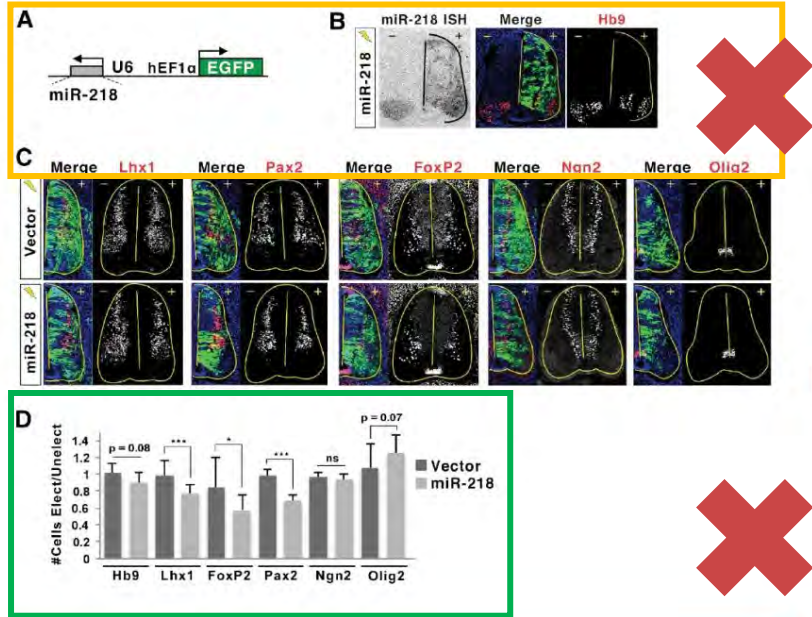 A
U6 hEF1α EGFP
miR-218
B
miR-218 ISH Merge Hb9
miR-218
- + - + - +
C
Merge Lhx1 Merge Pax2 Merge FoxP2 Merge Ngn2 Merge Olig2
Vector
+ - + + - + + - + + - + + - +
miR-218
+ - + + - + + - + + - + + - +
D
#Cells Elect/Unelect
1.4
1.2
1
0.8
0.6
0.4
0.2
0
p = 0.08 *** * *** ns p = 0.07
Vector
miR-218
Hb9 Lhx1 FoxP2 Pax2 Ngn2 Olig2